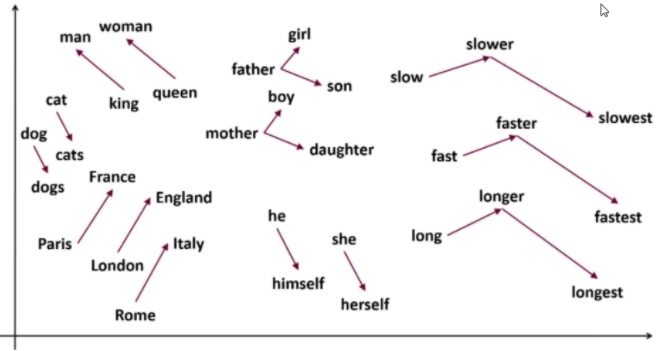 man
woman
king
queen
cat
cats
dog
dogs
France
Paris
England
London
Italy
Rome
girl
father
son
boy
mother
daughter
he
himself
she
herself
slower
slow
slowest
faster
fast
fastest
longer
long
longest